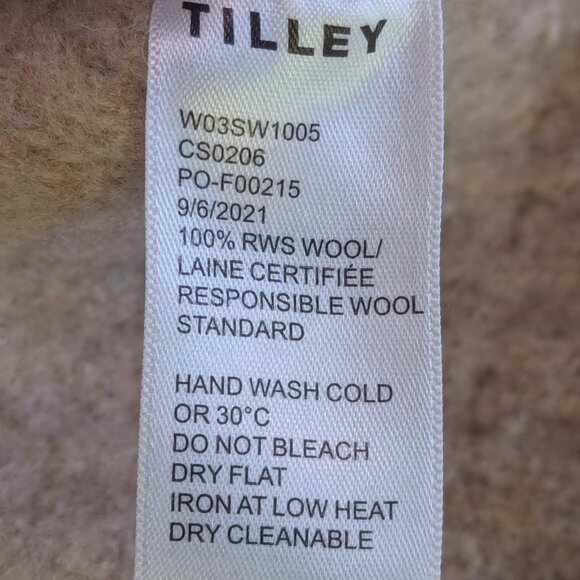 TILLEY
W03SW1005
CS0206
PO-F00215
9/6/2021
100% RWS WOOL/
LAINE CERTIFIÉE
RESPONSIBLE WOOL
STANDARD
HAND WASH COLD
OR 30°C
DO NOT BLEACH
DRY FLAT
IRON AT LOW HEAT
DRY CLEANABLE